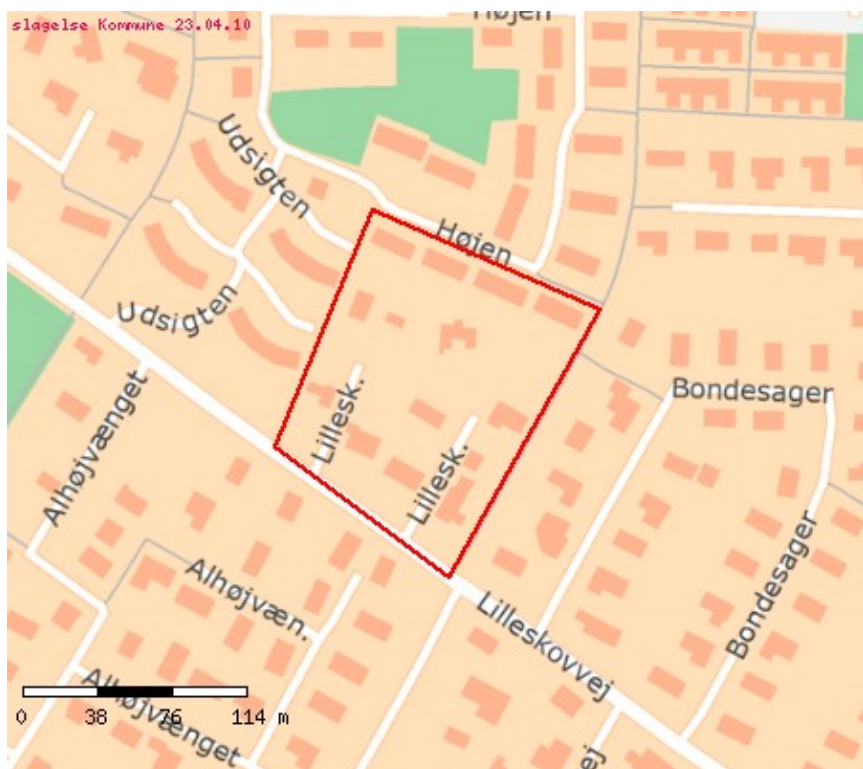 slagelse Kommune 23.04.10
Højen
Udsigten
Højen
Udsigten
Bondesager
Alhøjvænget
Lillesk.
Lillesk.
Bondesager
Alhøjvæn.
Lilleskovvej
Alhøjvænget
ej
0 38 76 114 m